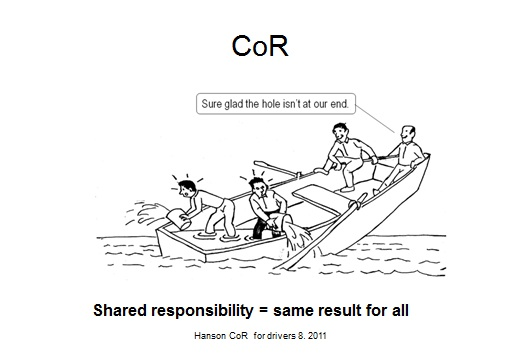 CoR
Sure glad the hole isn't at our end.
Shared responsibility = same result for all
Hanson CoR for drivers 8. 2011